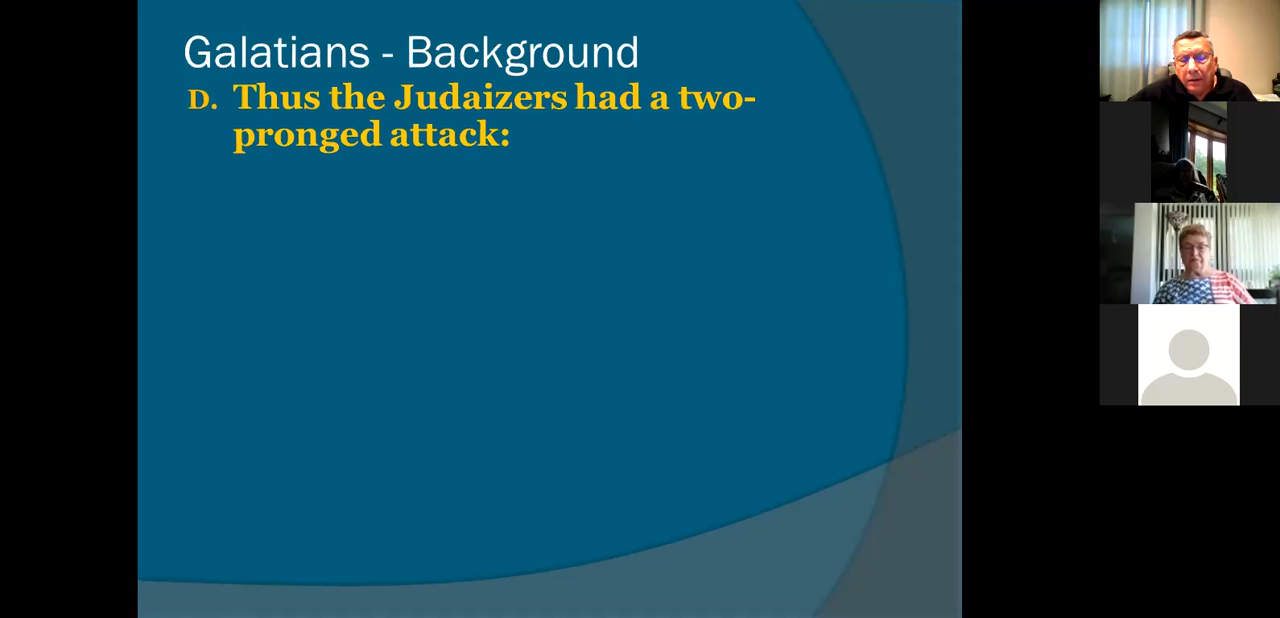 Galatians - Background
D. Thus the Judaizers had a two-
pronged attack: